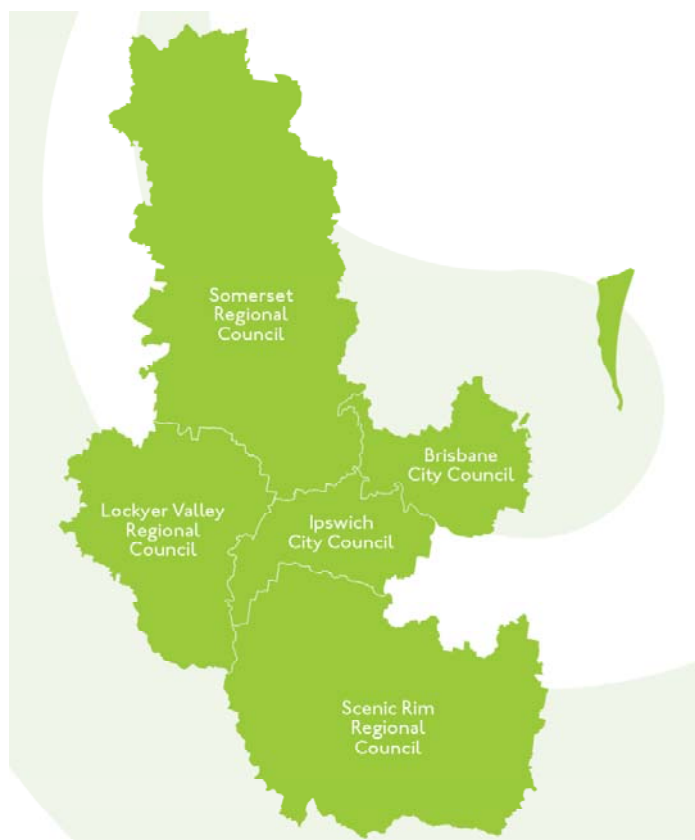 Somerset
Regional
Council
Brisbane
City Council
Lockyer Valley
Regional
Council
Ipswich
City Council
Scenic Rim
Regional
Council